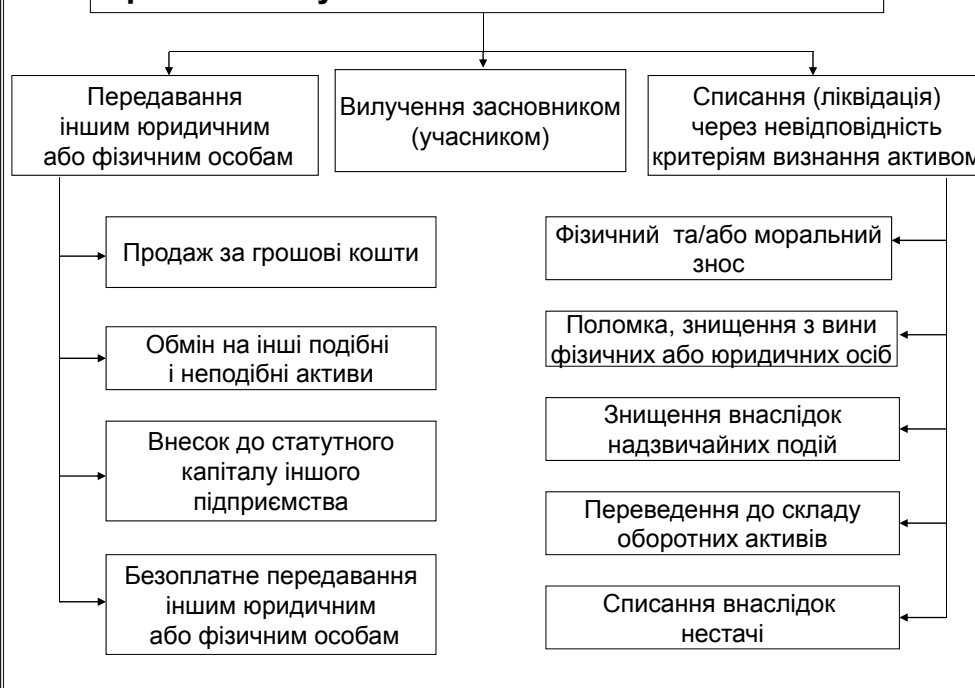 Передавання
іншим юридичним
або фізичним особам
Вилучення засновником
(учасником)
Списання (ліквідація)
через невідповідність
критеріям визнання активом
Продаж за грошові кошти
Обмін на інші подібні
і неподібні активи
Внесок до статутного
капіталу іншого
підприємства
Безоплатне передавання
іншим юридичним
або фізичним особам
Фізичний та/або моральний
знос
Поломка, знищення з вини
фізичних або юридичних осіб
Знищення внаслідок
надзвичайних подій
Переведення до складу
оборотних активів
Списання внаслідок
нестачі